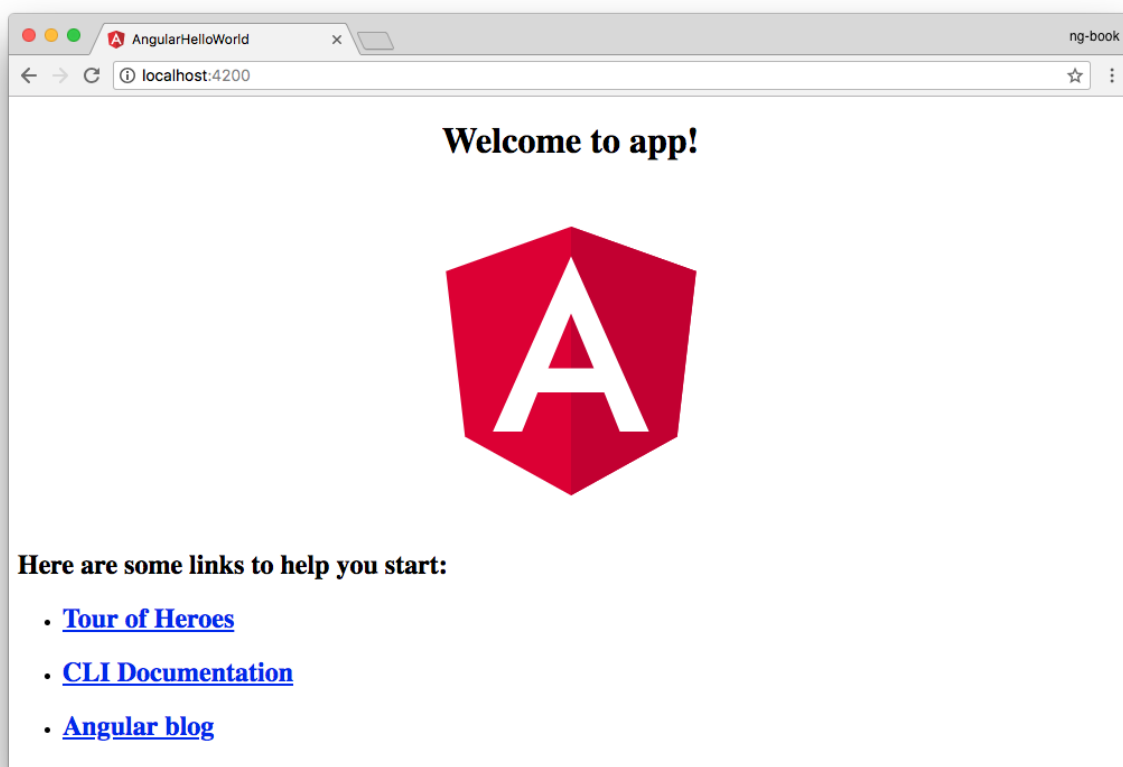 AngularHelloWorld
ng-book
localhost:4200
Welcome to app!
A
Here are some links to help you start:
Tour of Heroes
CLI Documentation
Angular blog